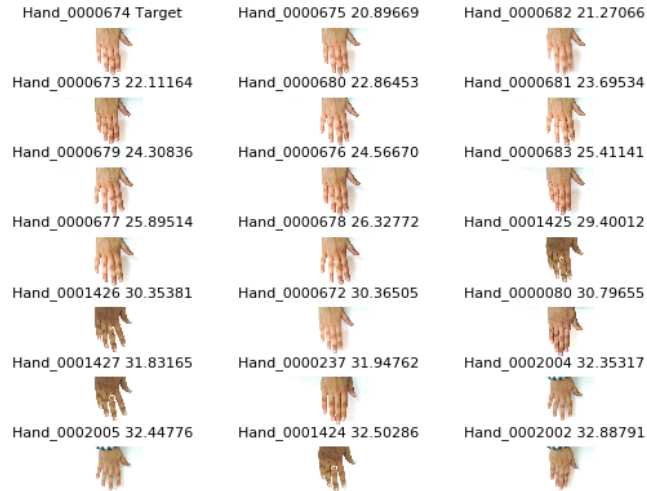 Hand_0000674 Target Hand_0000675 20.89669 Hand_0000682 21.27066
Hand_0000673 22.11164 Hand_0000680 22.86453 Hand_0000681 23.69534
Hand_0000679 24.30836 Hand_0000676 24.56670 Hand_0000683 25.41141
Hand_0000677 25.89514 Hand_0000678 26.32772 Hand_0001425 29.40012
Hand_0001426 30.35381 Hand_0000672 30.36505 Hand_0000080 30.79655
Hand_0001427 31.83165 Hand_0000237 31.94762 Hand_0002004 32.35317
Hand_0002005 32.44776 Hand_0001424 32.50286 Hand_0002002 32.88791